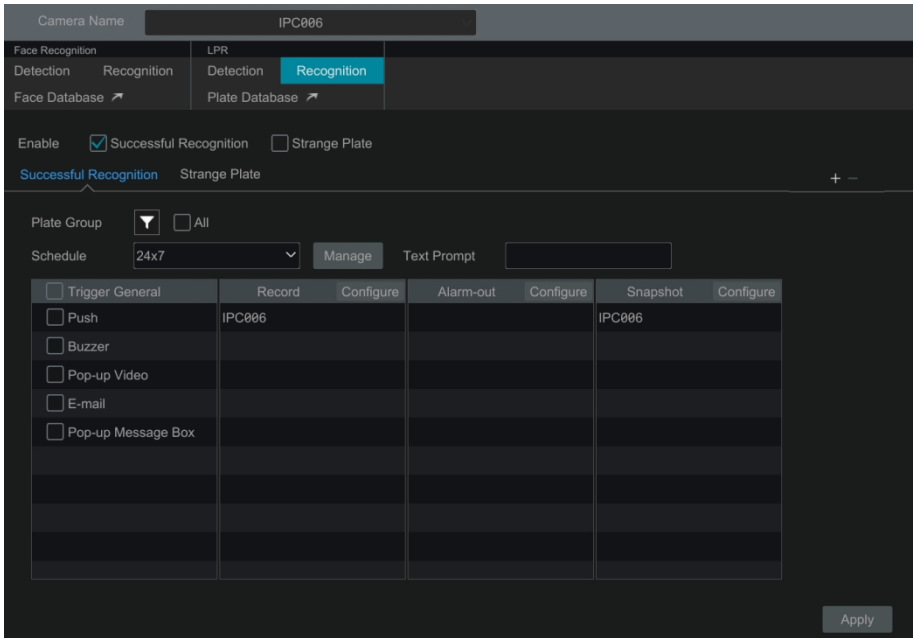 Camera Name IPC006
Face Recognition LPR
Detection Recognition Detection Recognition
Face Database Plate Database
Enable Successful Recognition Strange Plate
Successful Recognition Strange Plate + −
Plate Group All
Schedule 24x7 Manage Text Prompt
Trigger General Record Configure Alarm-out Configure Snapshot Configure
Push IPC006 IPC006
Buzzer
Pop-up Video
E-mail
Pop-up Message Box
Apply